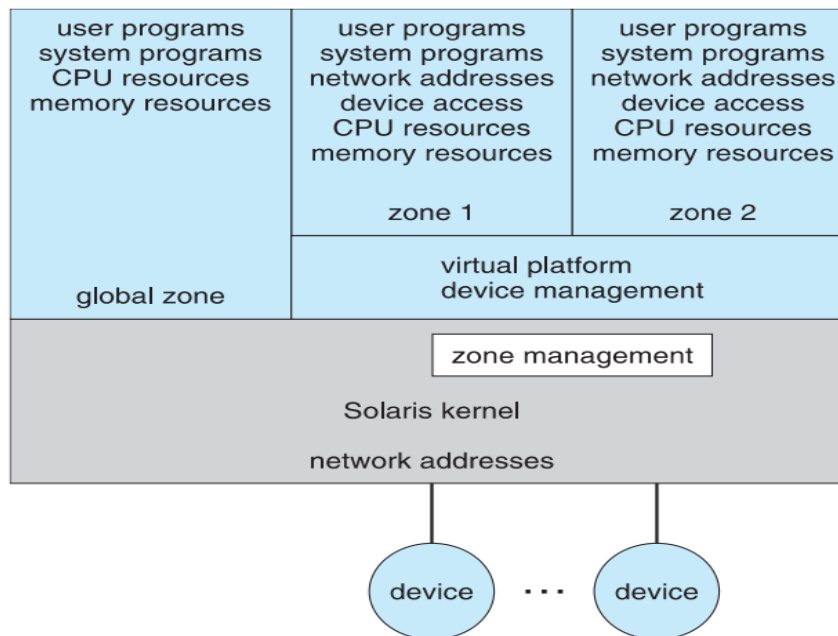 user programs
system programs
CPU resources
memory resources
global zone
user programs
system programs
network addresses
device access
CPU resources
memory resources
zone 1
user programs
system programs
network addresses
device access
CPU resources
memory resources
zone 2
virtual platform
device management
zone management
Solaris kernel
network addresses
device
...
device